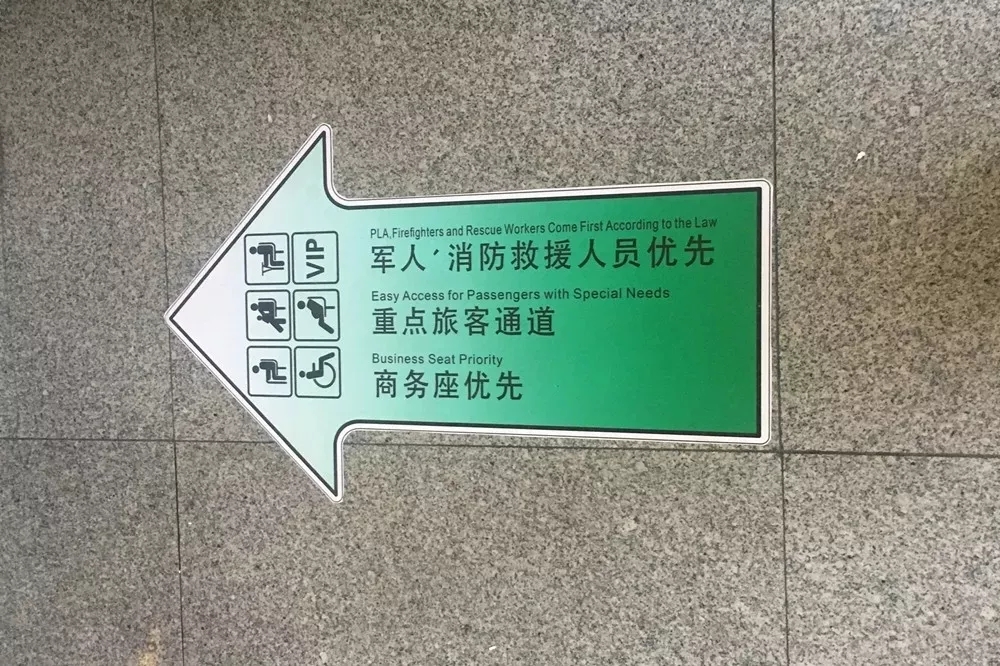 PLA,Firefighters and Rescue Workers Come First According to the Law
军人，消防救援人员优先
Easy Access for Passengers with Special Needs
重点旅客通道
Business Seat Priority
商务座优先
VIP